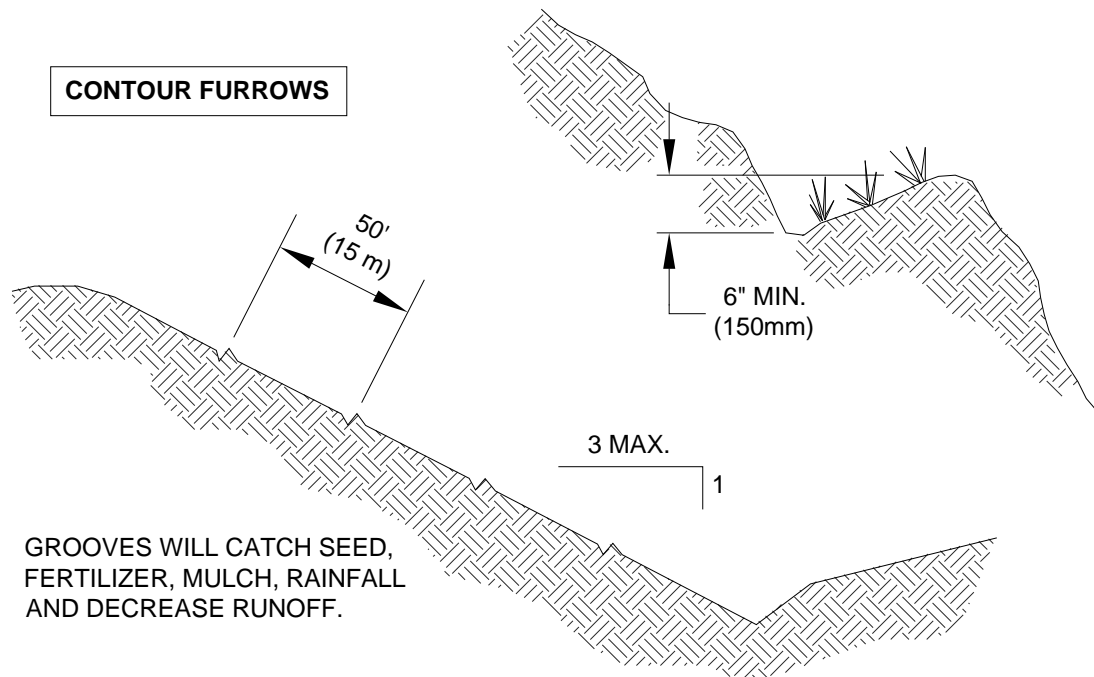 CONTOUR FURROWS
50'
(15 m)
6" MIN.
(150mm)
3 MAX.
1
GROOVES WILL CATCH SEED,
FERTILIZER, MULCH, RAINFALL
AND DECREASE RUNOFF.